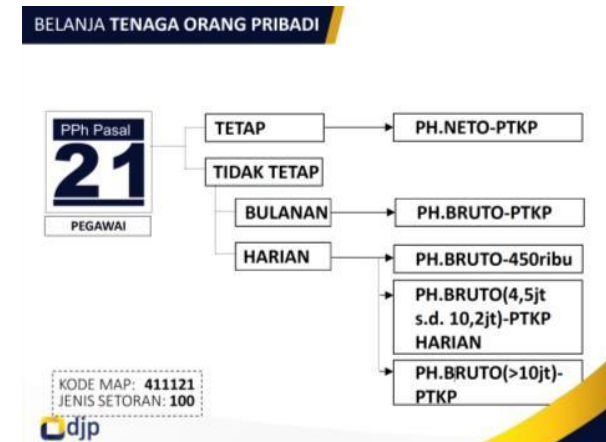 BELANJA TENAGA ORANG PRIBADI
PPh Pasal
21
PEGAWAI
TETAP
PH.NETO-PTKP
TIDAK TETAP
BULANAN
PH.BRUTO-PTKP
HARIAN
PH.BRUTO-450ribu
PH.BRUTO(4,5jt
s.d. 10,2jt)-PTKP
HARIAN
PH.BRUTO(>10jt)-
PTKP
KODE MAP: 411121
JENIS SETORAN: 100
djp